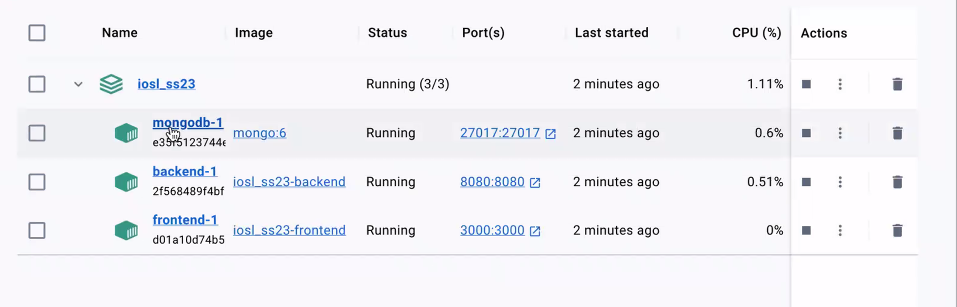 Name Image Status Port(s) Last started CPU (%) Actions
iosl_ss23 Running (3/3) 2 minutes ago 1.11%
mongodb-1 mongo:6 Running 27017:27017 2 minutes ago 0.6%
backend-1 iosl_ss23-backend Running 8080:8080 2 minutes ago 0.51%
2f568489f4bf
frontend-1 iosl_ss23-frontend Running 3000:3000 2 minutes ago 0%
d01a10d74b5